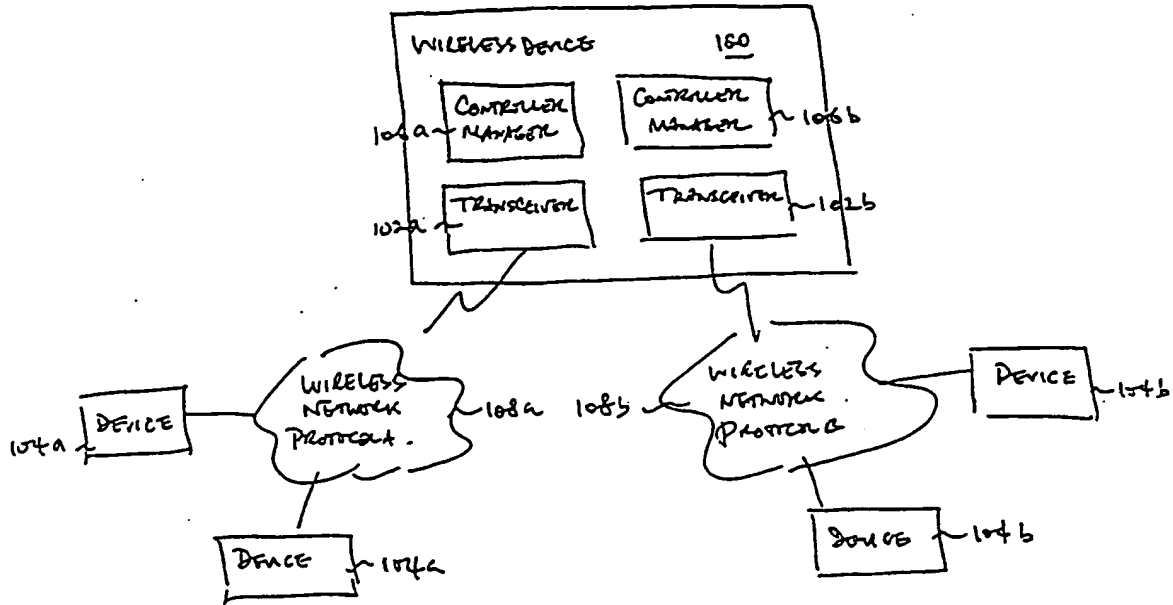 WIRELESS DEVICE 100
CONTROLLER
MANAGER
106a
CONTROLLER
MANAGER
106b
TRANSCEIVER
102a
TRANSCEIVER
102b
WIRELESS
NETWORK
PROTOCOL A.
108a
WIRELESS
NETWORK
PROTOCOL B
108b
DEVICE
104a
DEVICE
104b
DEVICE
104a
DEVICE
104b